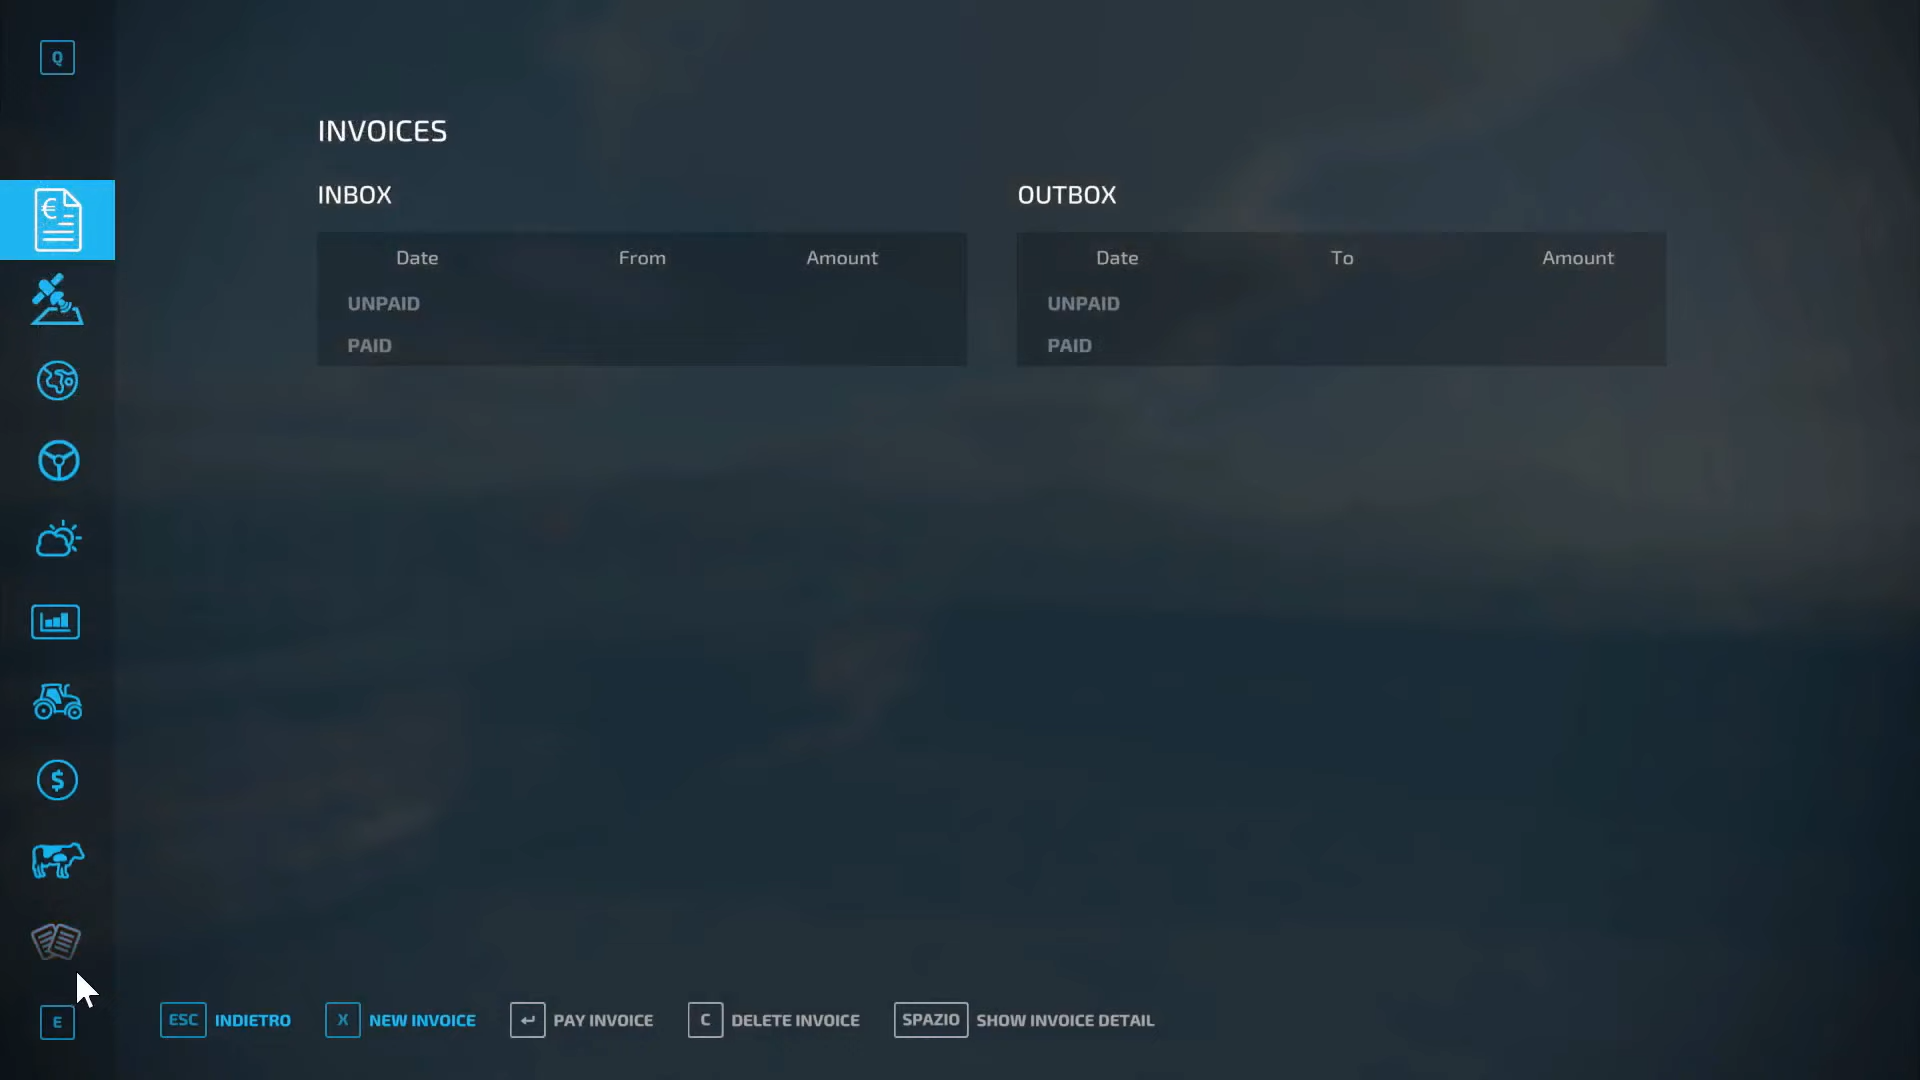 Q
INVOICES
INBOX
OUTBOX
Date From Amount
Date To Amount
UNPAID
UNPAID
PAID
PAID
€
$
E
ESC INDIETRO X NEW INVOICE ↵ PAY INVOICE C DELETE INVOICE SPAZIO SHOW INVOICE DETAIL